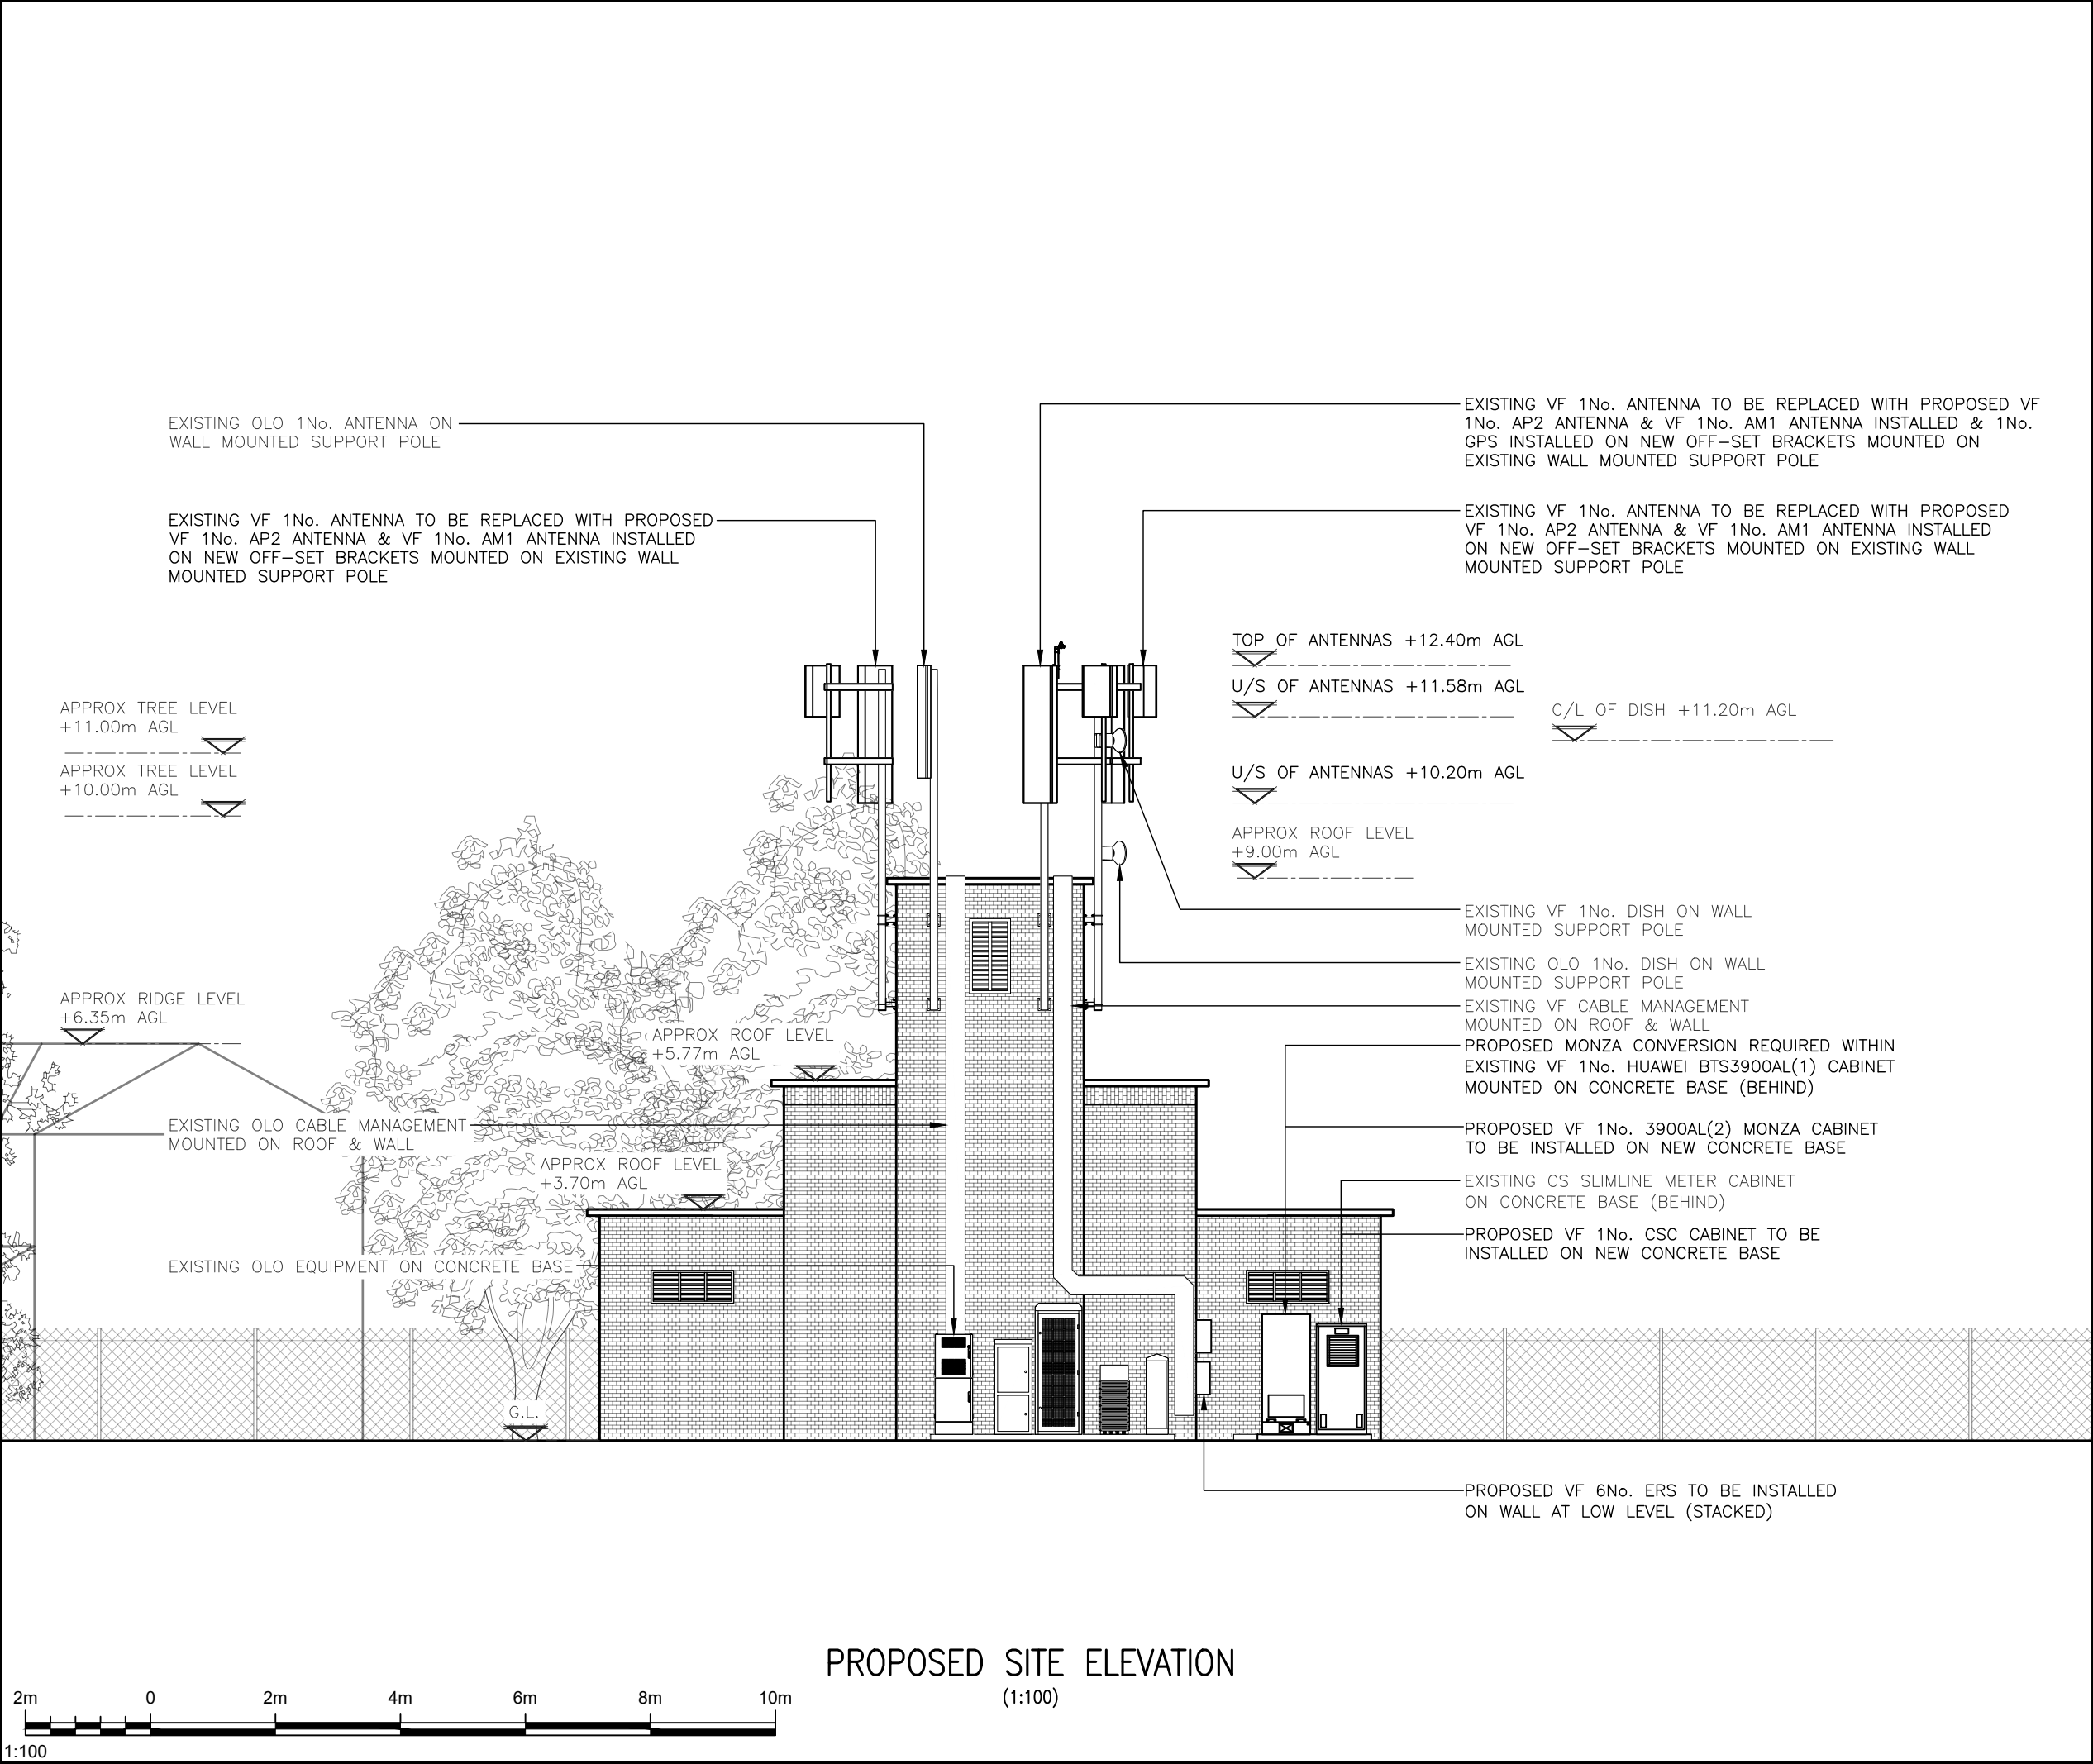 EXISTING OLO 1No. ANTENNA ON
WALL MOUNTED SUPPORT POLE
EXISTING VF 1No. ANTENNA TO BE REPLACED WITH PROPOSED
VF 1No. AP2 ANTENNA & VF 1No. AM1 ANTENNA INSTALLED
ON NEW OFF-SET BRACKETS MOUNTED ON EXISTING WALL
MOUNTED SUPPORT POLE
EXISTING VF 1No. ANTENNA TO BE REPLACED WITH PROPOSED VF
1No. AP2 ANTENNA & VF 1No. AM1 ANTENNA INSTALLED & 1No.
GPS INSTALLED ON NEW OFF-SET BRACKETS MOUNTED ON
EXISTING WALL MOUNTED SUPPORT POLE
EXISTING VF 1No. ANTENNA TO BE REPLACED WITH PROPOSED
VF 1No. AP2 ANTENNA & VF 1No. AM1 ANTENNA INSTALLED
ON NEW OFF-SET BRACKETS MOUNTED ON EXISTING WALL
MOUNTED SUPPORT POLE
TOP OF ANTENNAS +12.40m AGL
U/S OF ANTENNAS +11.58m AGL
C/L OF DISH +11.20m AGL
U/S OF ANTENNAS +10.20m AGL
APPROX ROOF LEVEL
+9.00m AGL
APPROX TREE LEVEL
+11.00m AGL
APPROX TREE LEVEL
+10.00m AGL
APPROX RIDGE LEVEL
+6.35m AGL
APPROX ROOF LEVEL
+5.77m AGL
EXISTING OLO CABLE MANAGEMENT
MOUNTED ON ROOF & WALL
APPROX ROOF LEVEL
+3.70m AGL
EXISTING OLO EQUIPMENT ON CONCRETE BASE
G.L.
EXISTING VF 1No. DISH ON WALL
MOUNTED SUPPORT POLE
EXISTING OLO 1No. DISH ON WALL
MOUNTED SUPPORT POLE
EXISTING VF CABLE MANAGEMENT
MOUNTED ON ROOF & WALL
PROPOSED MONZA CONVERSION REQUIRED WITHIN
EXISTING VF 1No. HUAWEI BTS3900AL(1) CABINET
MOUNTED ON CONCRETE BASE (BEHIND)
PROPOSED VF 1No. 3900AL(2) MONZA CABINET
TO BE INSTALLED ON NEW CONCRETE BASE
EXISTING CS SLIMLINE METER CABINET
ON CONCRETE BASE (BEHIND)
PROPOSED VF 1No. CSC CABINET TO BE
INSTALLED ON NEW CONCRETE BASE
PROPOSED VF 6No. ERS TO BE INSTALLED
ON WALL AT LOW LEVEL (STACKED)
PROPOSED SITE ELEVATION
(1:100)
2m 0 2m 4m 6m 8m 10m
1:100